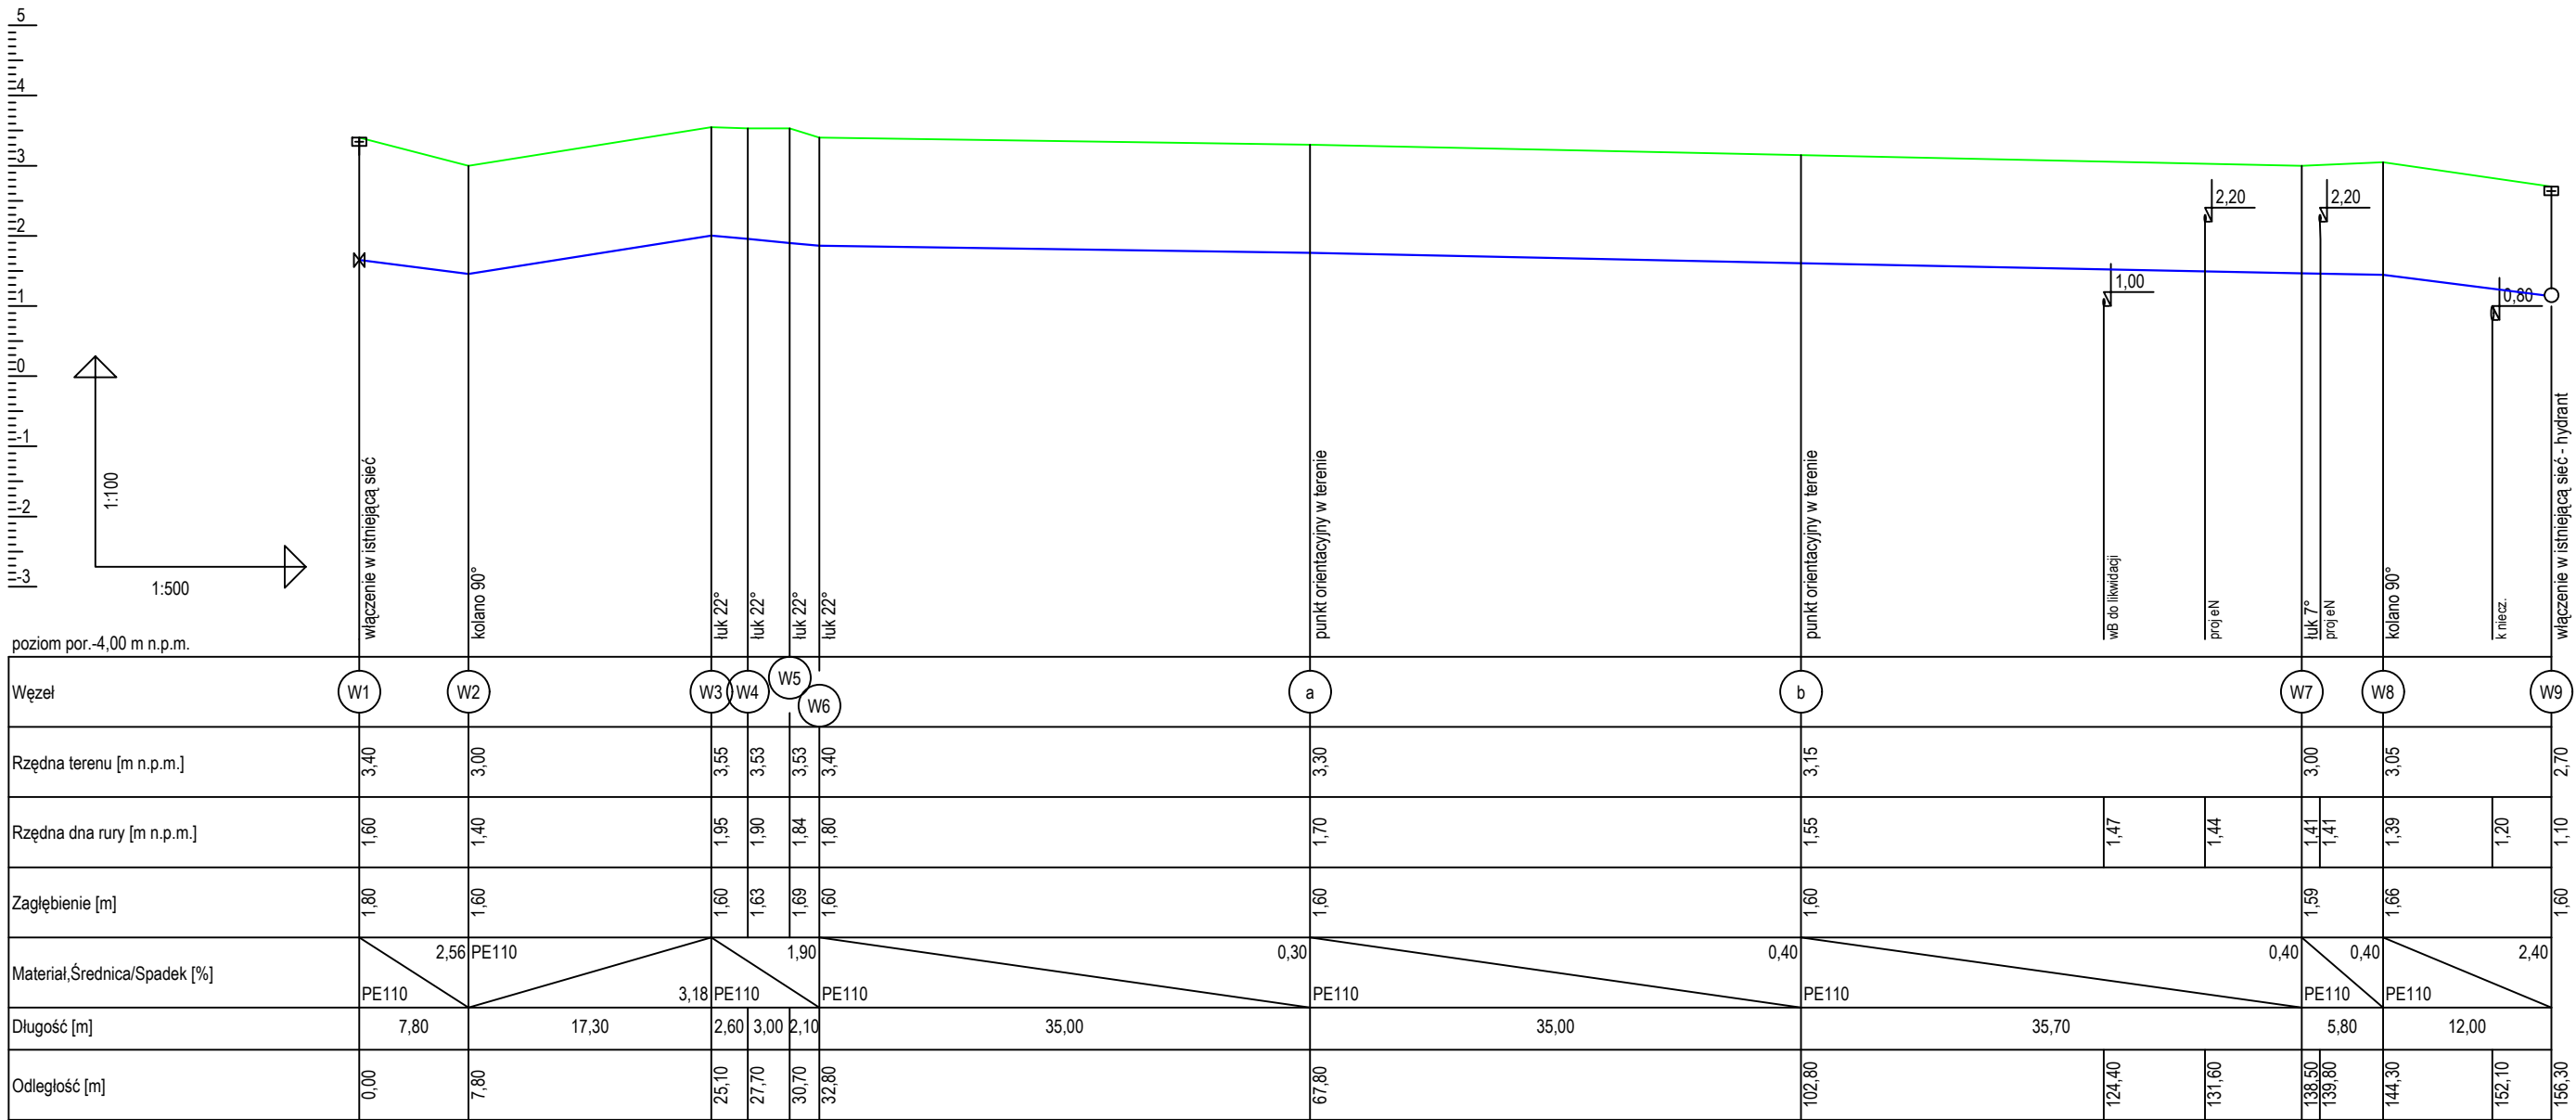 5
4
3
2
1
0
-1
-2
-3
1:100
1:500
poziom por.-4,00 m n.p.m.
włączenie w istniejącą sieć
kolano 90°
łuk 22°
łuk 22°
łuk 22°
łuk 22°
punkt orientacyjny w terenie
punkt orientacyjny w terenie
wB do likwidacji
proj eN
łuk 7°
proj eN
kolano 90°
k niecz.
włączenie w istniejącą sieć - hydrant
1,00
2,20
2,20
0,80
Węzeł
W1 W2 W3 W4 W5 W6 a b W7 W8 W9
Rzędna terenu [m n.p.m.]
3,40 3,00 3,55 3,53 3,53 3,40 3,30 3,15 3,00 3,05 2,70
Rzędna dna rury [m n.p.m.]
1,60 1,40 1,95 1,90 1,84 1,80 1,70 1,55 1,47 1,44 1,41 1,41 1,39 1,20 1,10
Zagłębienie [m]
1,80 1,60 1,60 1,63 1,69 1,60 1,60 1,60 1,59 1,66 1,60
Materiał,Średnica/Spadek [%]
2,56 PE110 1,90 0,30 0,40 0,40 0,40 2,40
PE110 3,18 PE110 PE110 PE110 PE110 PE110 PE110
Długość [m]
7,80 17,30 2,60 3,00 2,10 35,00 35,00 35,70 5,80 12,00
Odległość [m]
0,00 7,80 25,10 27,70 30,70 32,80 67,80 102,80 124,40 131,60 138,50 139,80 144,30 152,10 156,30